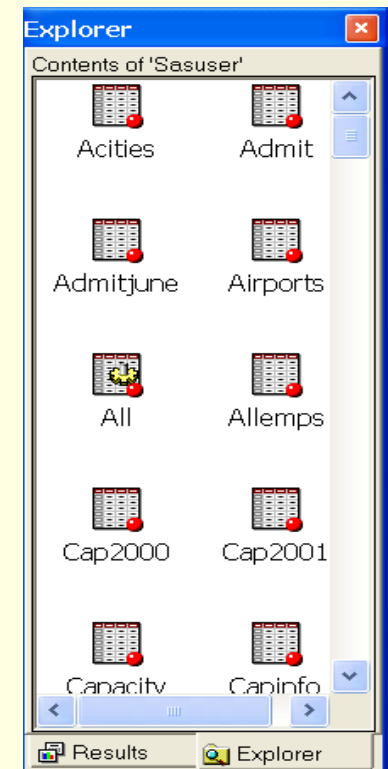 Explorer
Contents of 'Sasuser'
Acities Admit
Admitjune Airports
All Allemps
Cap2000 Cap2001
Capacity Capinfo
Results Explorer